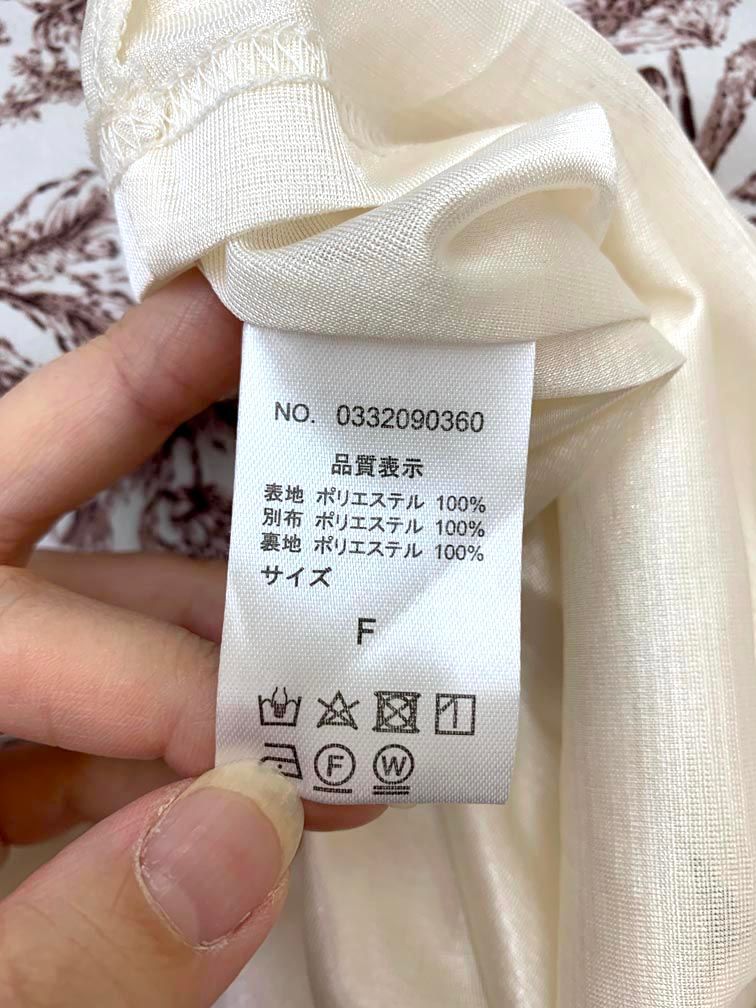 NO. 0332090360
品質表示
表地 ポリエステル 100%
別布 ポリエステル 100%
裏地 ポリエステル 100%
サイズ
F
F W